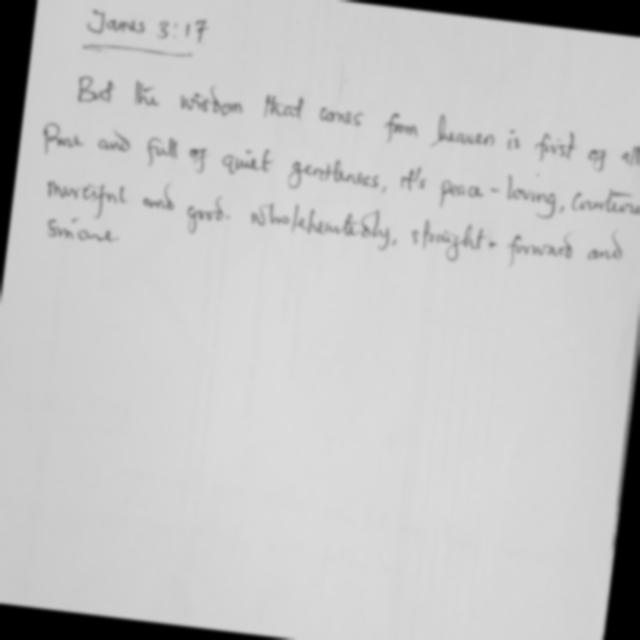 James 3:17
But the wisdom that comes from heaven is first of all
Pure and full of quiet gentleness, it's peace-loving, courteous
merciful and good. wholeheartedly, straight-forward and
Sincere.